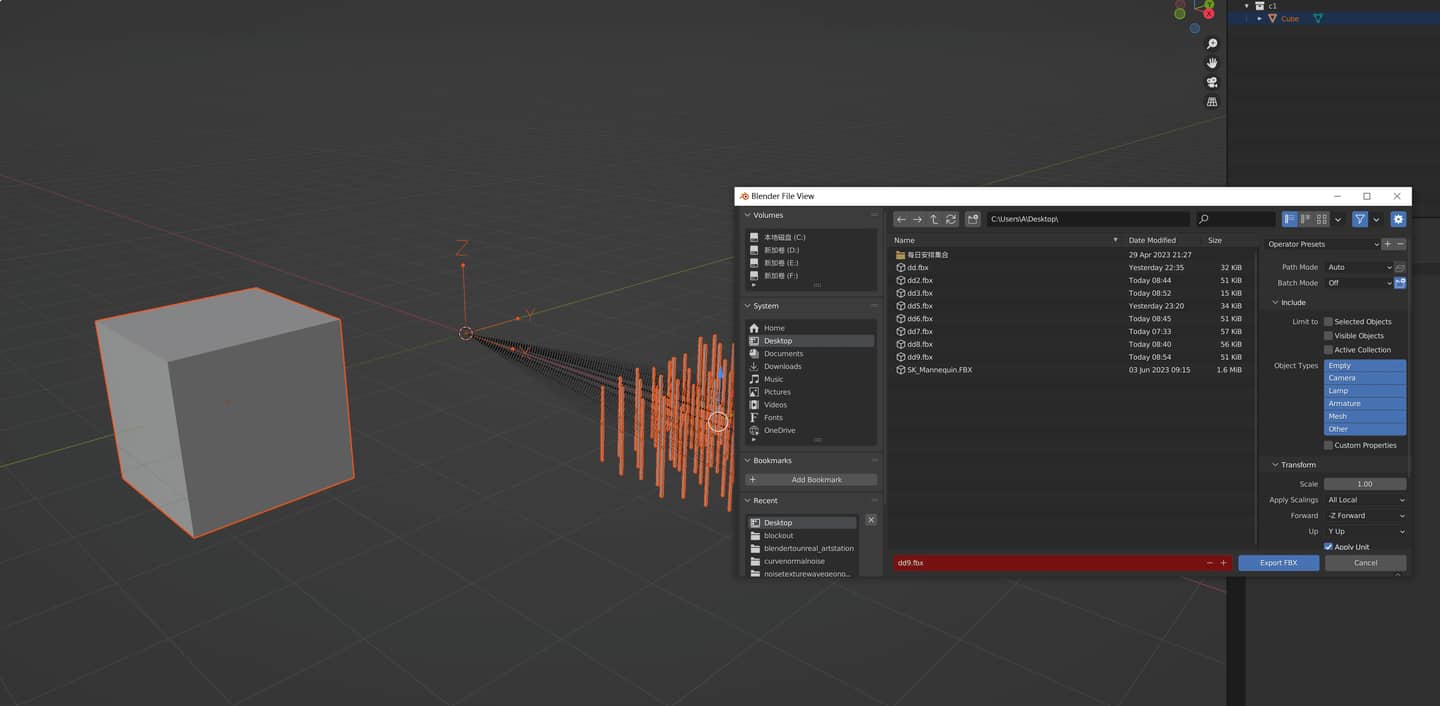 c1
Cube
Y
X
Z
Y
X
Blender File View
Volumes
本地磁盘 (C:)
新加卷 (D:)
新加卷 (E:)
新加卷 (F:)
System
Home
Desktop
Documents
Downloads
Music
Pictures
Videos
Fonts
OneDrive
Bookmarks
Add Bookmark
Recent
Desktop
blockout
blendertounreal_artstation
curvenormalnoise
noisetexturewavegeono...
C:\Users\A\Desktop\
Name Date Modified Size
每日安排集合 29 Apr 2023 21:27
dd.fbx Yesterday 22:35 32 KiB
dd2.fbx Today 08:44 51 KiB
dd3.fbx Today 08:52 15 KiB
dd5.fbx Yesterday 23:20 34 KiB
dd6.fbx Today 08:45 51 KiB
dd7.fbx Today 07:33 57 KiB
dd8.fbx Today 08:40 56 KiB
dd9.fbx Today 08:54 51 KiB
SK_Mannequin.FBX 03 Jun 2023 09:15 1.6 MiB
dd9.fbx
Operator Presets
Path Mode Auto
Batch Mode Off
Include
Limit to Selected Objects
Visible Objects
Active Collection
Object Types Empty
Camera
Lamp
Armature
Mesh
Other
Custom Properties
Transform
Scale 1.00
Apply Scalings All Local
Forward -Z Forward
Up Y Up
Apply Unit
Export FBX Cancel